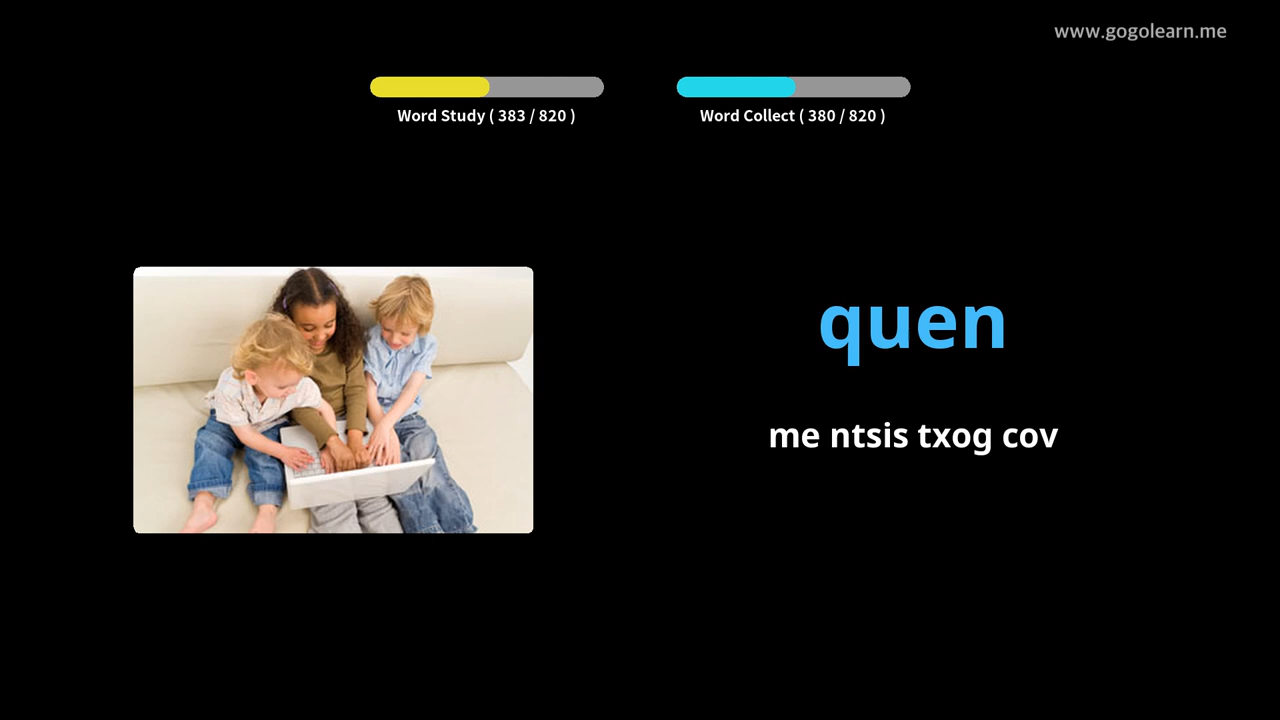 www.gogolearn.me
Word Study ( 383 / 820 )
Word Collect ( 380 / 820 )
quen
me ntsis txog cov